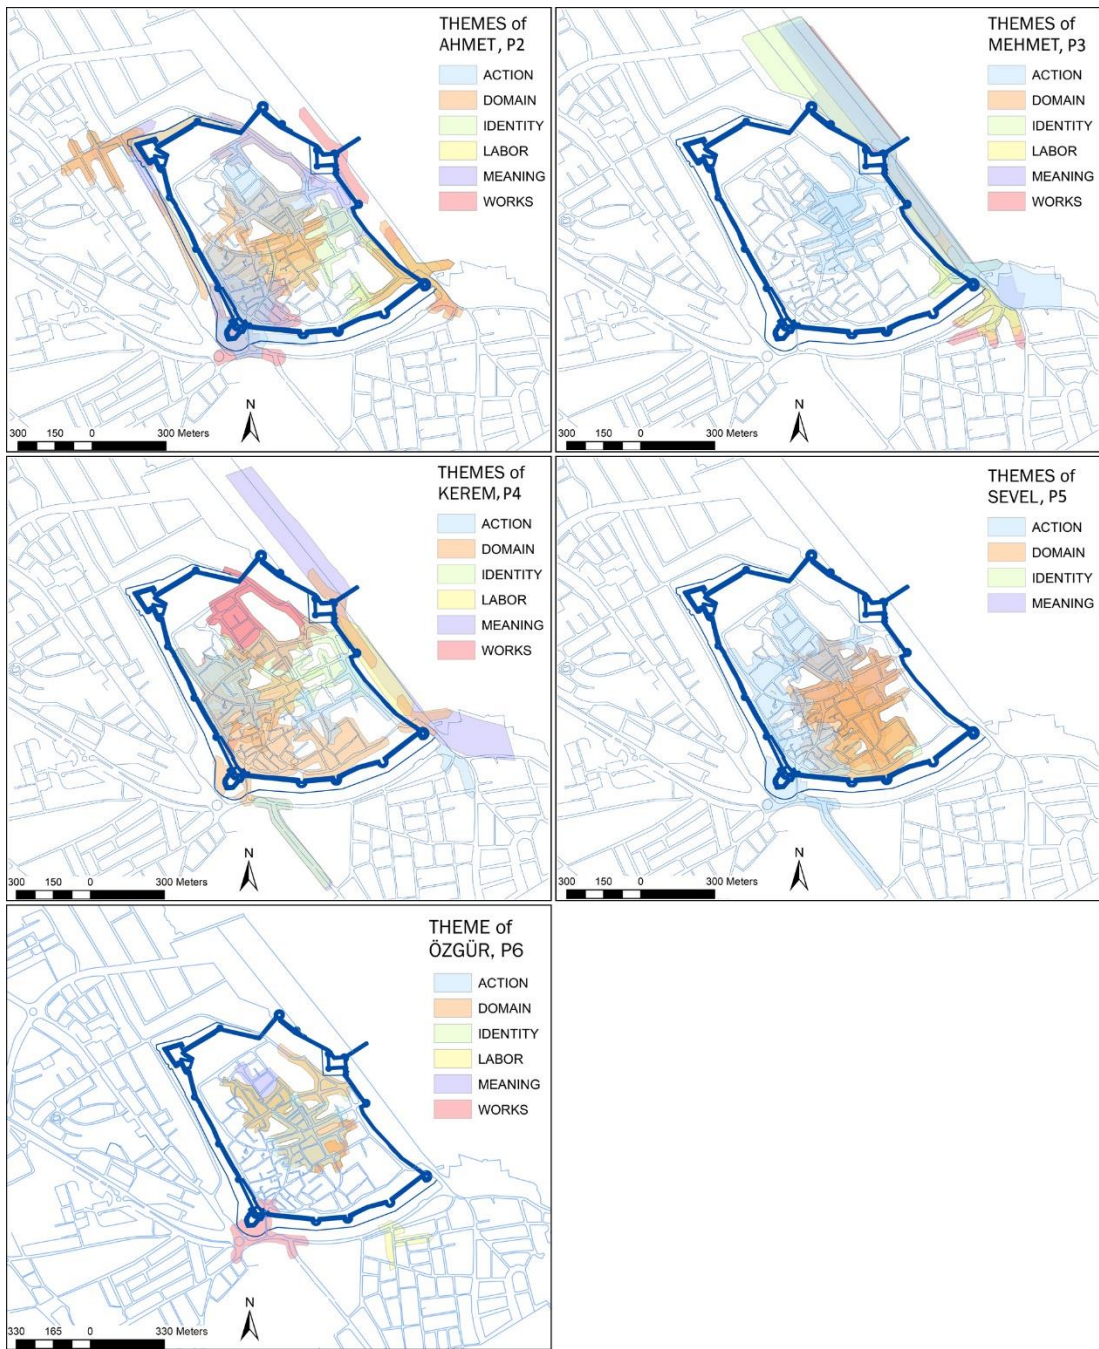 THEMES of
AHMET, P2
ACTION
DOMAIN
IDENTITY
LABOR
MEANING
WORKS
N
300 150 0 300 Meters
THEMES of
MEHMET, P3
ACTION
DOMAIN
IDENTITY
LABOR
MEANING
WORKS
N
300 150 0 300 Meters
THEMES of
KEREM, P4
ACTION
DOMAIN
IDENTITY
LABOR
MEANING
WORKS
N
300 150 0 300 Meters
THEMES of
SEVEL, P5
ACTION
DOMAIN
IDENTITY
MEANING
N
300 150 0 300 Meters
THEME of
ÖZGÜR, P6
ACTION
DOMAIN
IDENTITY
LABOR
MEANING
WORKS
N
330 165 0 330 Meters